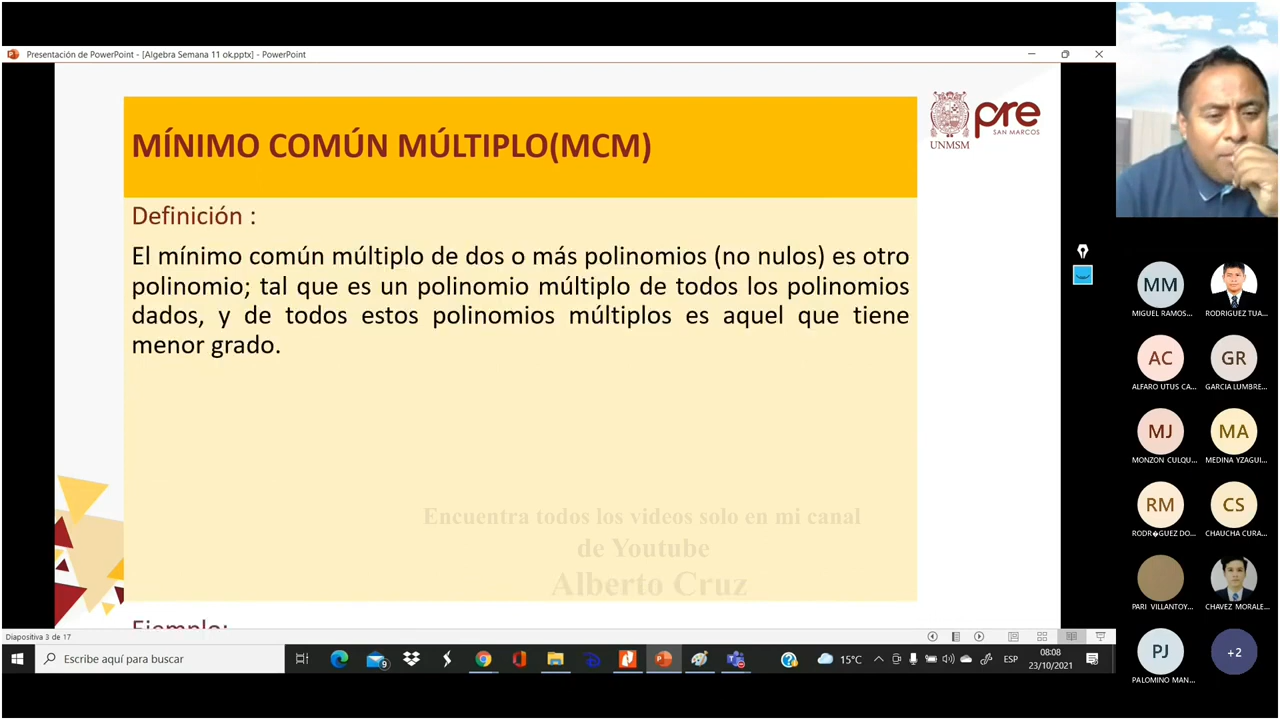 Presentación de PowerPoint - [Algebra Semana 11 ok.pptx] - PowerPoint
MÍNIMO COMÚN MÚLTIPLO(MCM)
pre
SAN MARCOS
UNMSM
Definición :
El mínimo común múltiplo de dos o más polinomios (no nulos) es otro
polinomio; tal que es un polinomio múltiplo de todos los polinomios
dados, y de todos estos polinomios múltiplos es aquel que tiene
menor grado.
Encuentra todos los videos solo en mi canal
de Youtube
Alberto Cruz
Ejemplo:
Diapositiva 3 de 17
Escribe aquí para buscar
9
15°C
ESP
08:08
23/10/2021
MM
MIGUEL RAMOS...
RODRIGUEZ TUA...
AC
ALFARO UTUS CA...
GR
GARCIA LUMBRE...
MJ
MONZON CULQU...
MA
MEDINA YZAGUI...
RM
RODR�GUEZ DO...
CS
CHAUCHA CURA...
PARI VILLANTOY...
CHAVEZ MORALE...
PJ
PALOMINO MAN...
+2